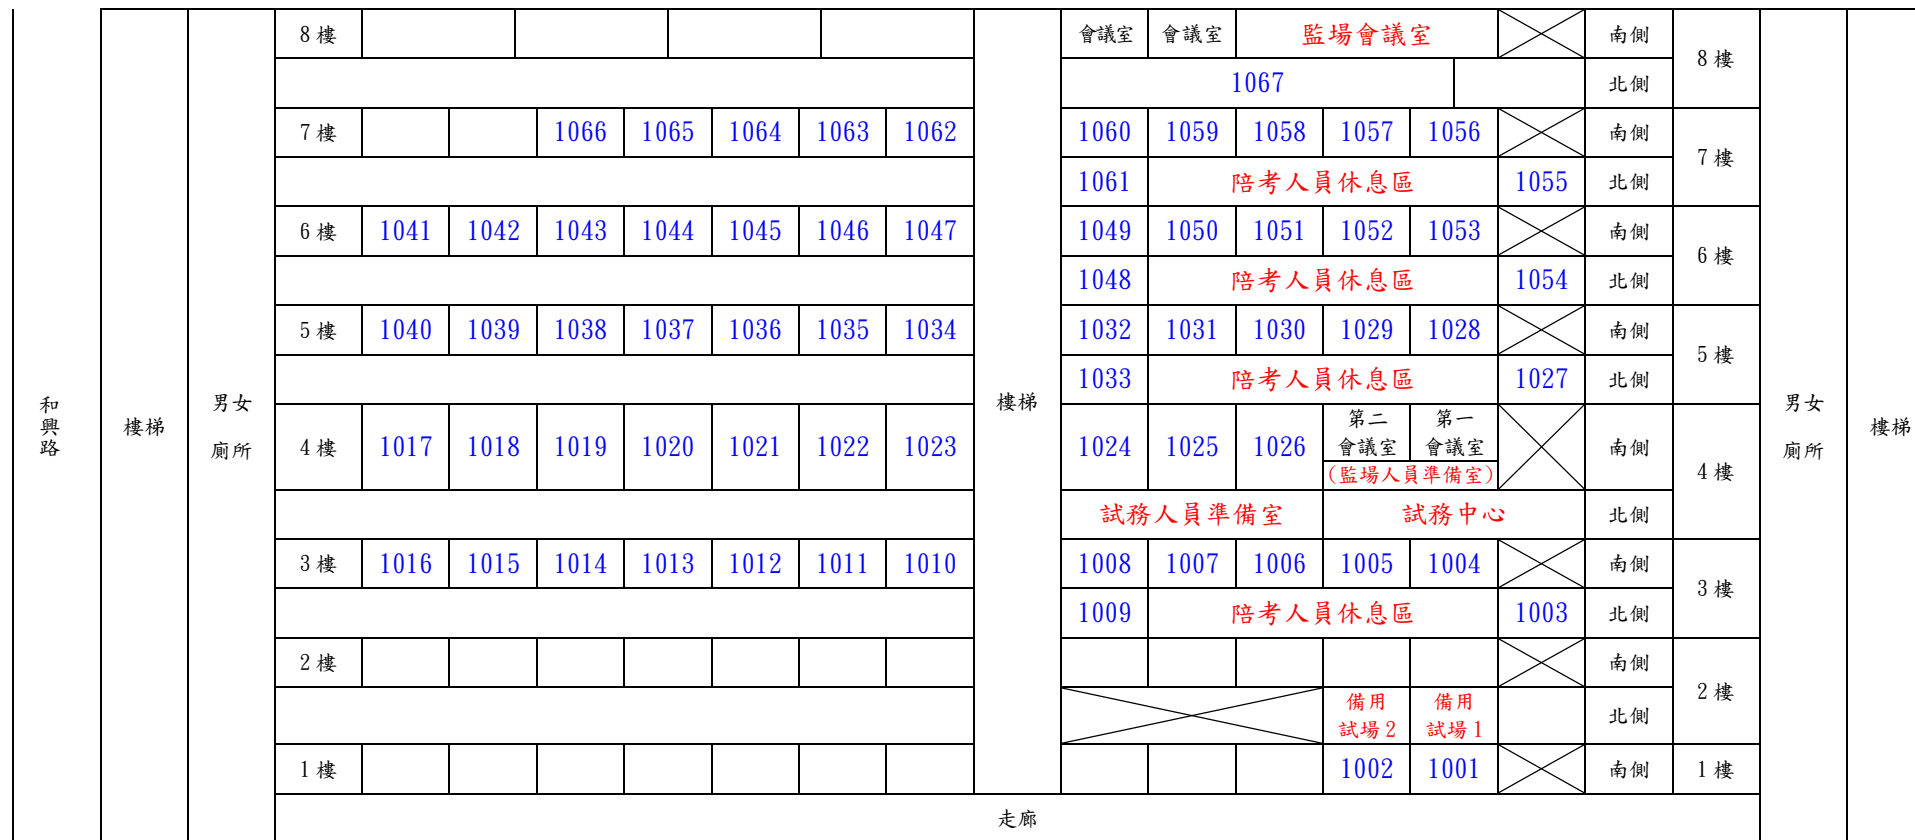 8樓 會議室 會議室 監場會議室 南側 8樓
1067 北側
7樓 1066 1065 1064 1063 1062 1060 1059 1058 1057 1056 南側 7樓
1061 陪考人員休息區 1055 北側
6樓 1041 1042 1043 1044 1045 1046 1047 1049 1050 1051 1052 1053 南側 6樓
1048 陪考人員休息區 1054 北側
5樓 1040 1039 1038 1037 1036 1035 1034 1032 1031 1030 1029 1028 南側 5樓
1033 陪考人員休息區 1027 北側
和興路 樓梯 男女廁所 樓梯 男女廁所 樓梯
4樓 1017 1018 1019 1020 1021 1022 1023 1024 1025 1026 第二會議室 第一會議室 南側 4樓
(監場人員準備室)
試務人員準備室 試務中心 北側
3樓 1016 1015 1014 1013 1012 1011 1010 1008 1007 1006 1005 1004 南側 3樓
1009 陪考人員休息區 1003 北側
2樓 南側 2樓
備用試場2 備用試場1 北側
1樓 1002 1001 南側 1樓
走廊